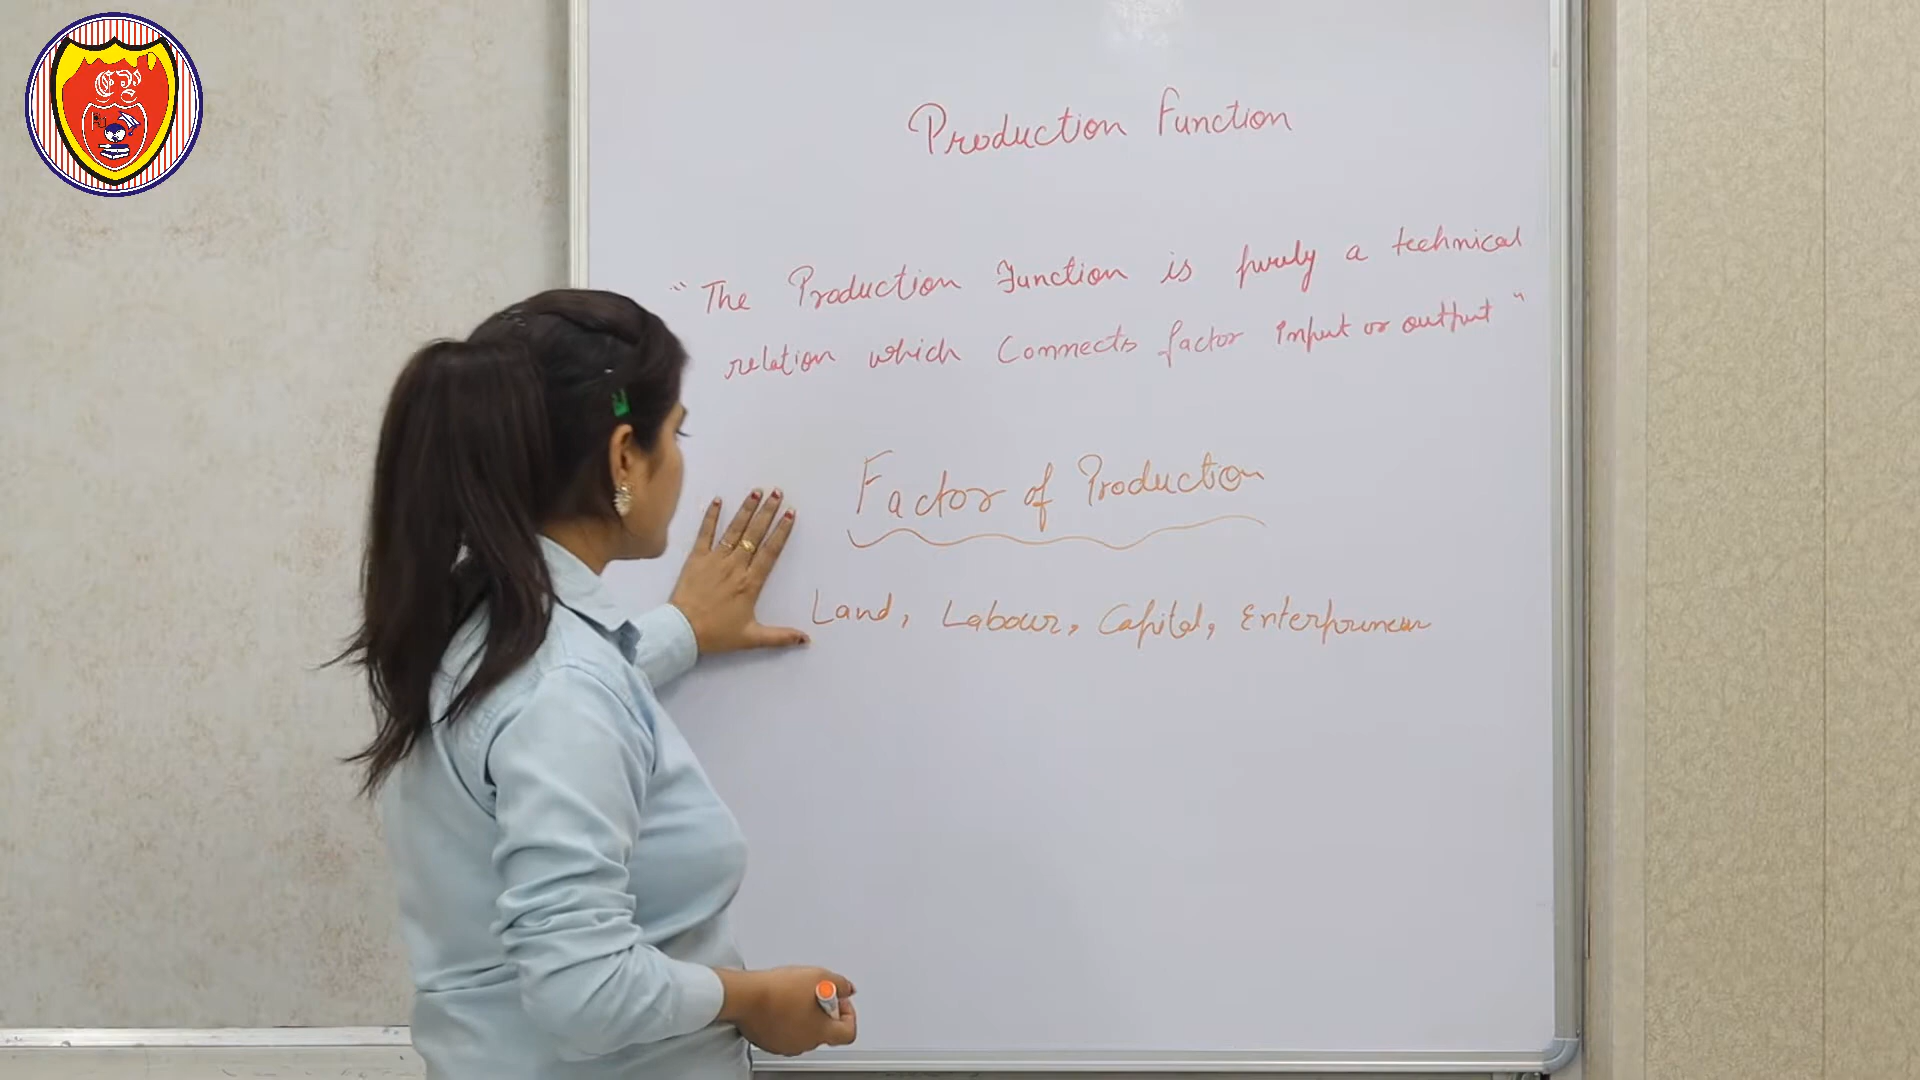 Production Function
"The Production Function is purely a technical
relation which Connects factor input or output"
Factor of Production
Land, Labour, Capital, Enterpruneur